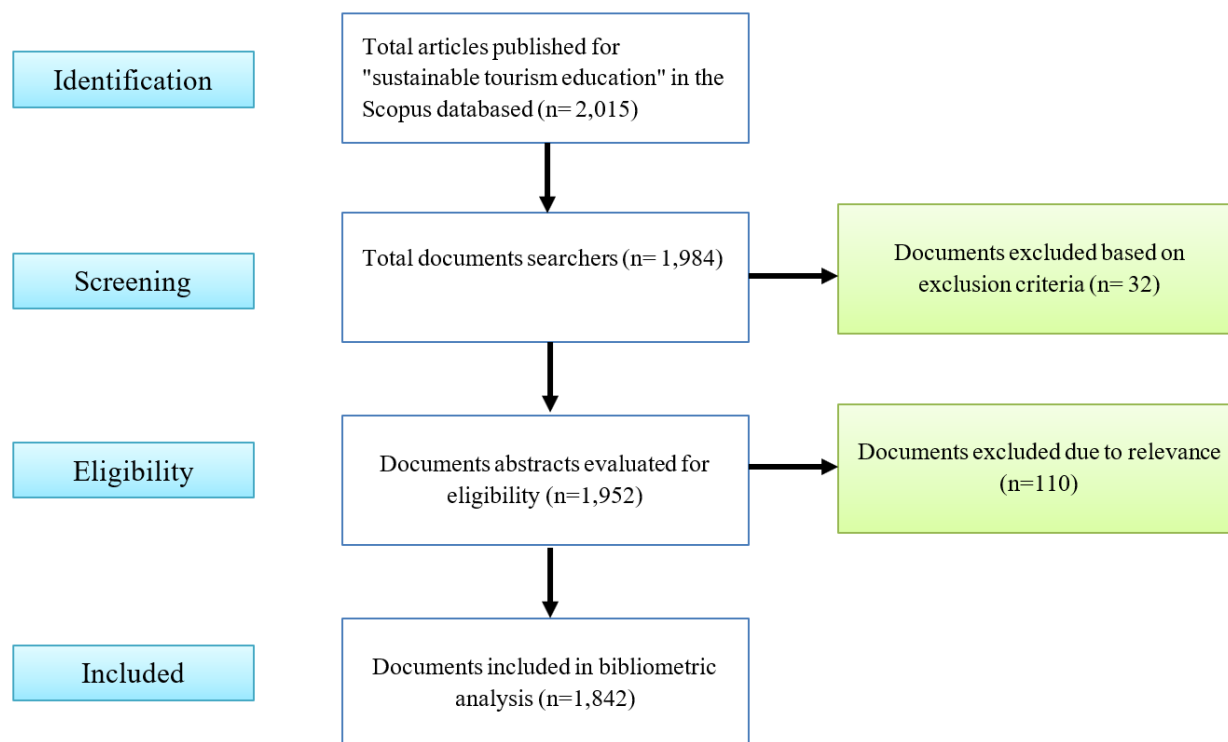 Identification
Total articles published for
"sustainable tourism education" in the
Scopus databased (n= 2,015)
Screening
Total documents searchers (n= 1,984)
Documents excluded based on
exclusion criteria (n= 32)
Eligibility
Documents abstracts evaluated for
eligibility (n=1,952)
Documents excluded due to relevance
(n=110)
Included
Documents included in bibliometric
analysis (n=1,842)